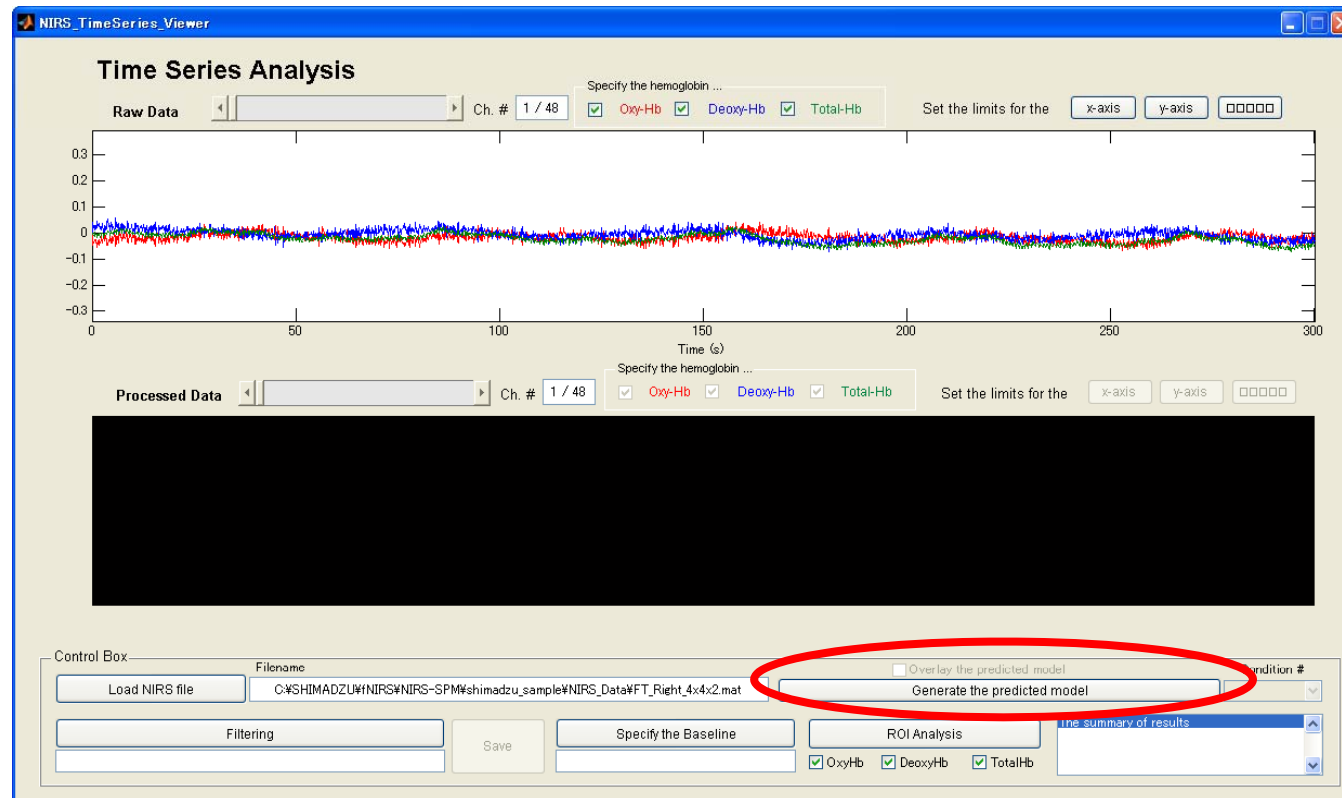 NIRS_TimeSeries_Viewer
Time Series Analysis
Specify the hemoglobin ...
Raw Data Ch. # 1 / 48 Oxy-Hb Deoxy-Hb Total-Hb Set the limits for the x-axis y-axis □□□□□
0.3
0.2
0.1
0
-0.1
-0.2
-0.3
0 50 100 150 200 250 300
Time (s)
Specify the hemoglobin ...
Processed Data Ch. # 1 / 48 Oxy-Hb Deoxy-Hb Total-Hb Set the limits for the x-axis y-axis □□□□□
Control Box
Filename Overlay the predicted model ondition #
Load NIRS file C:¥SHIMADZU¥fNIRS¥NIRS-SPM¥shimadzu_sample¥NIRS_Data¥FT_Right_4x4x2.mat Generate the predicted model
Filtering Save Specify the Baseline ROI Analysis The summary of results
OxyHb DeoxyHb TotalHb